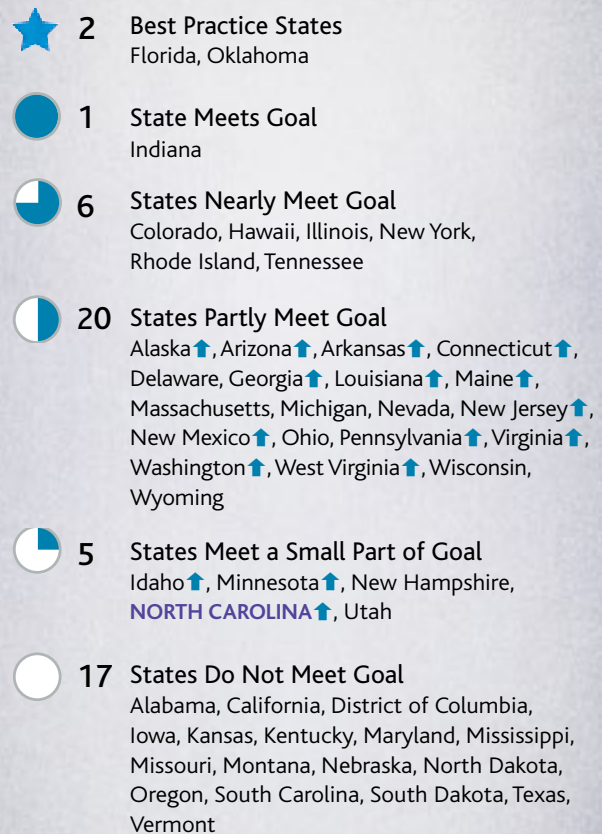 2 Best Practice States
Florida, Oklahoma
1 State Meets Goal
Indiana
6 States Nearly Meet Goal
Colorado, Hawaii, Illinois, New York,
Rhode Island, Tennessee
20 States Partly Meet Goal
Alaska⬆, Arizona⬆, Arkansas⬆, Connecticut⬆,
Delaware, Georgia⬆, Louisiana⬆, Maine⬆,
Massachusetts, Michigan, Nevada, New Jersey⬆,
New Mexico⬆, Ohio, Pennsylvania⬆, Virginia⬆,
Washington⬆, West Virginia⬆, Wisconsin,
Wyoming
5 States Meet a Small Part of Goal
Idaho⬆, Minnesota⬆, New Hampshire,
NORTH CAROLINA⬆, Utah
17 States Do Not Meet Goal
Alabama, California, District of Columbia,
Iowa, Kansas, Kentucky, Maryland, Mississippi,
Missouri, Montana, Nebraska, North Dakota,
Oregon, South Carolina, South Dakota, Texas,
Vermont